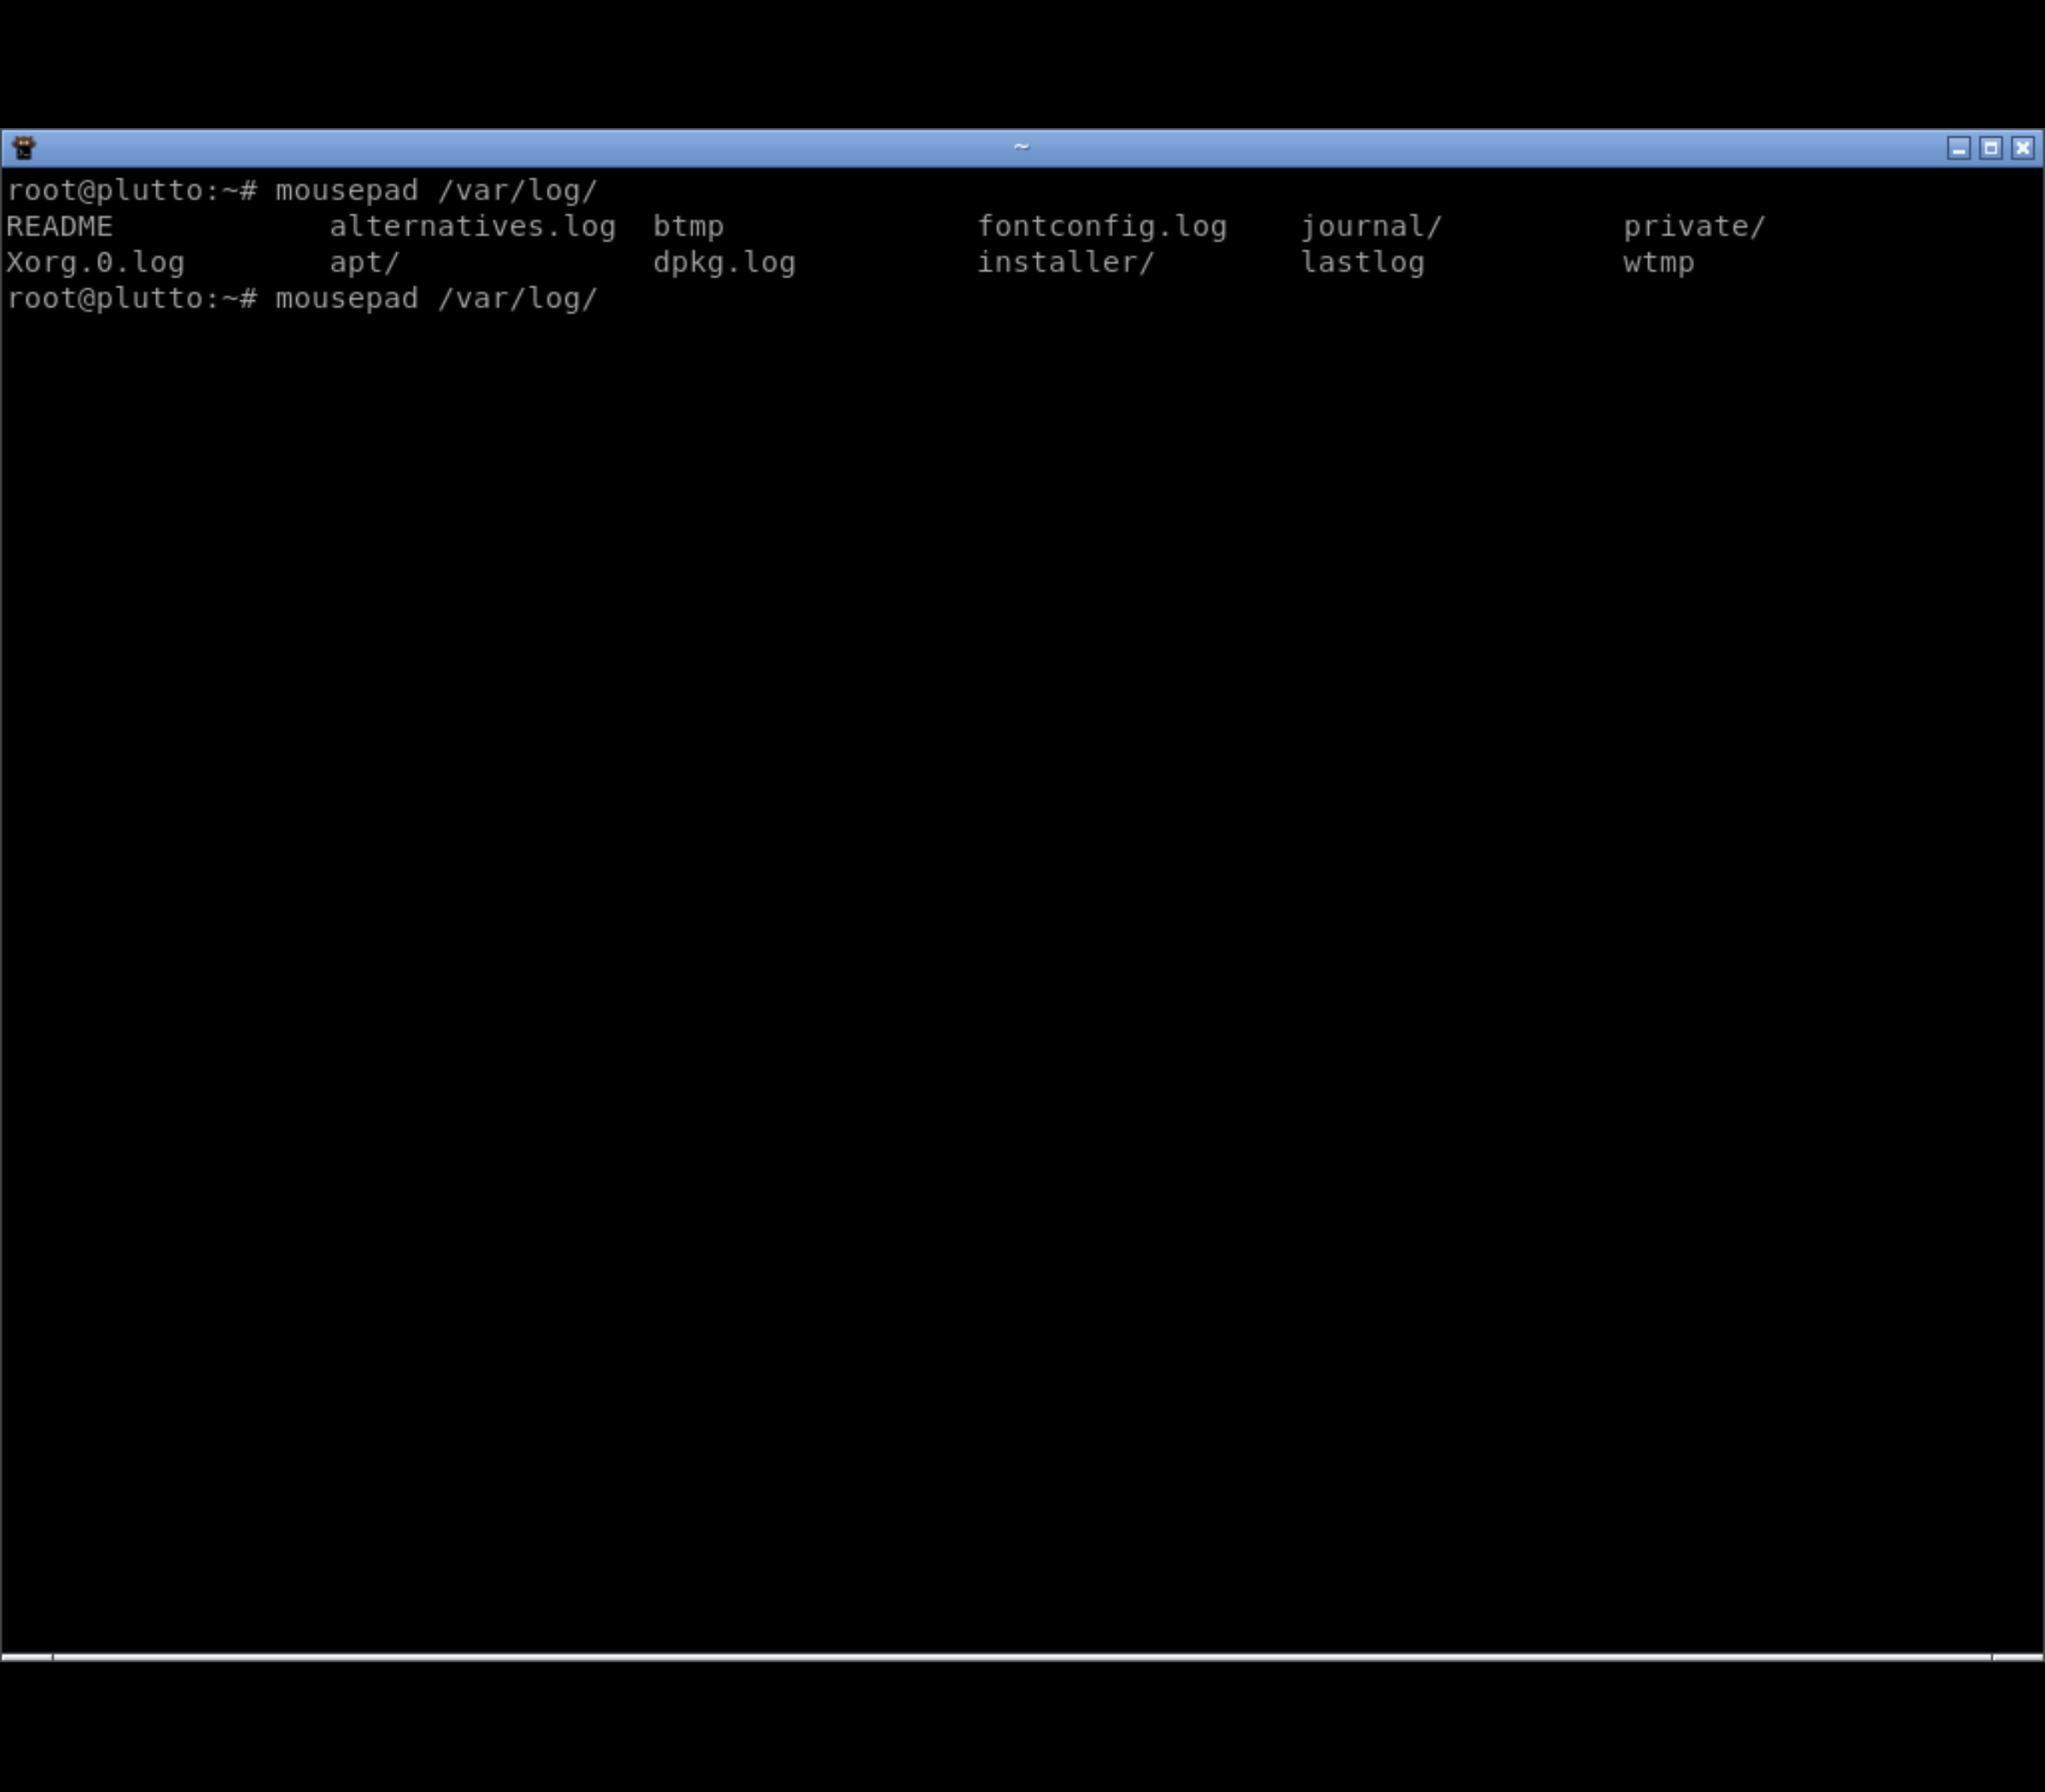 ~
root@plutto:~# mousepad /var/log/
README alternatives.log btmp fontconfig.log journal/ private/
Xorg.0.log apt/ dpkg.log installer/ lastlog wtmp
root@plutto:~# mousepad /var/log/